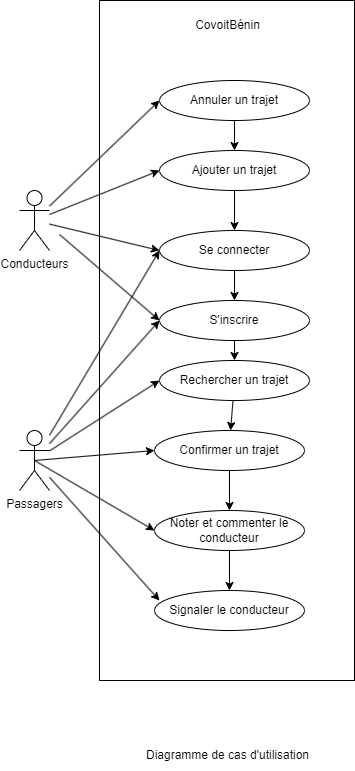 CovoitBénin
Annuler un trajet
Ajouter un trajet
Se connecter
Conducteurs
S'inscrire
Rechercher un trajet
Confirmer un trajet
Passagers
Noter et commenter le
conducteur
Signaler le conducteur
Diagramme de cas d'utilisation